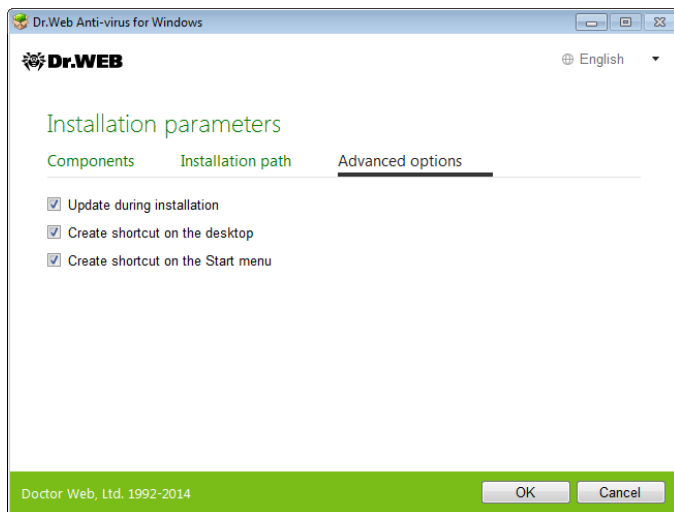 Dr.Web Anti-virus for Windows
Dr.WEB
English
Installation parameters
Components Installation path Advanced options
Update during installation
Create shortcut on the desktop
Create shortcut on the Start menu
Doctor Web, Ltd. 1992-2014
OK Cancel